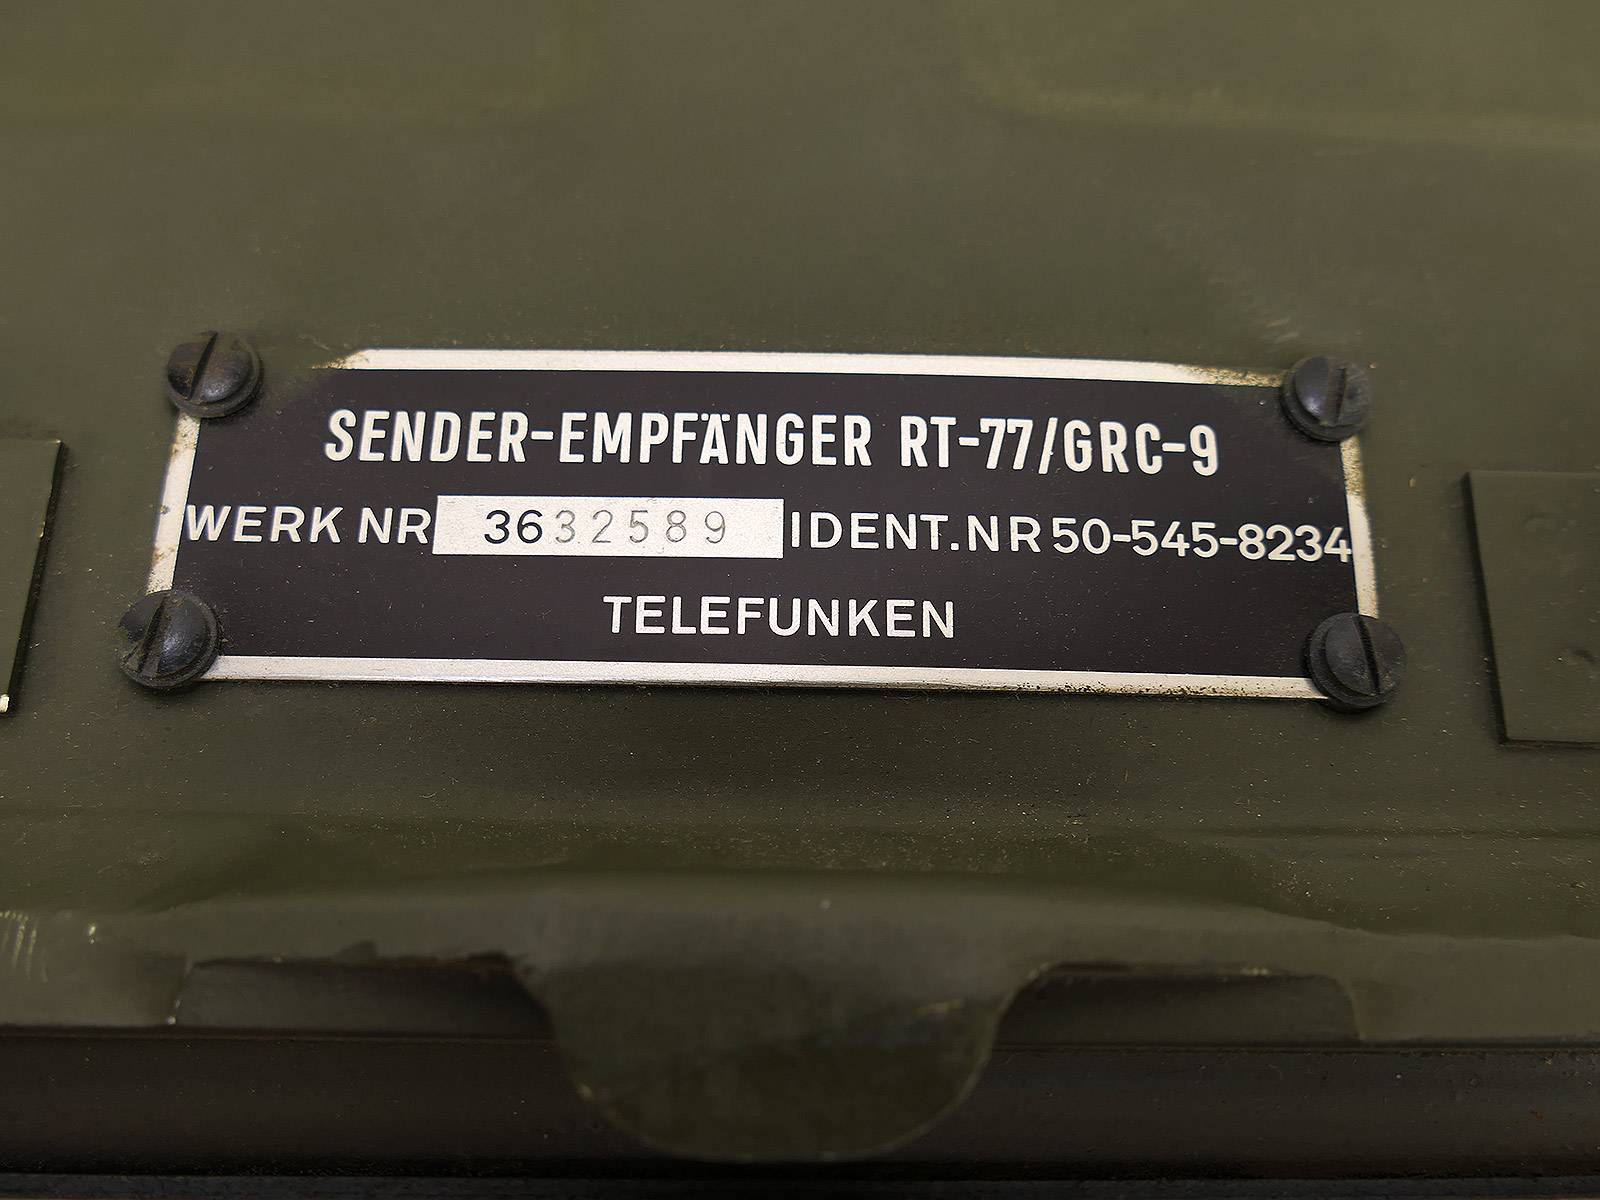 SENDER-EMPFÄNGER RT-77/GRC-9
WERK NR 3632589 IDENT.NR 50-545-8234
TELEFUNKEN